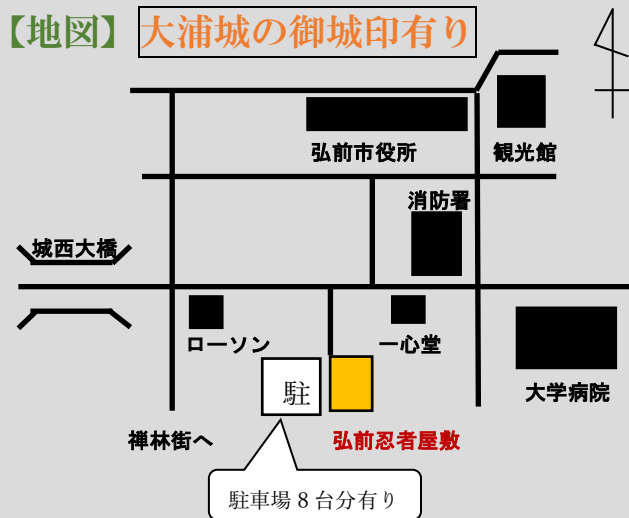 【地図】 大浦城の御城印有り
弘前市役所
観光館
消防署
城西大橋
ローソン
一心堂
大学病院
駐
禅林街へ
弘前忍者屋敷
駐車場８台分有り